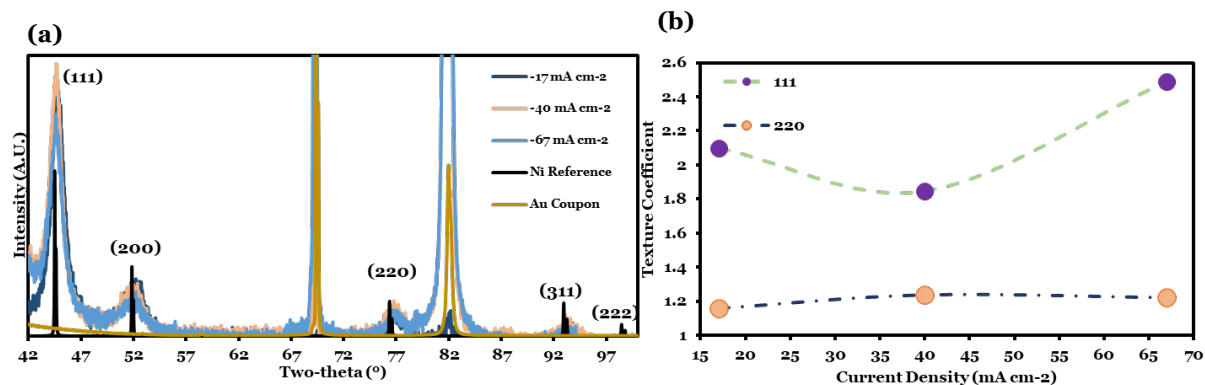 (a)
(111)
(200)
(220)
(311)
(222)
-17 mA cm-2
-40 mA cm-2
-67 mA cm-2
Ni Reference
Au Coupon
Intensity (A.U.)
42 47 52 57 62 67 72 77 82 87 92 97
Two-theta (°)
(b)
111
220
Texture Coefficient
2.6
2.4
2.2
2
1.8
1.6
1.4
1.2
1
15 20 25 30 35 40 45 50 55 60 65 70
Current Density (mA cm-2)